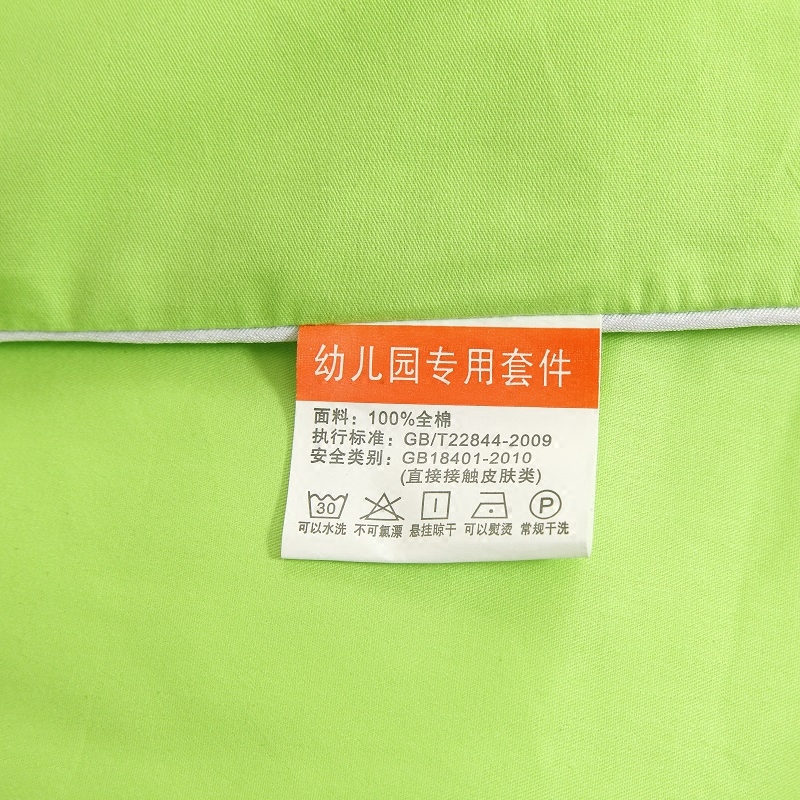 幼儿园专用套件
面料：100%全棉
执行标准：GB/T22844-2009
安全类别：GB18401-2010
(直接接触皮肤类)
30 P
可以水洗 不可氯漂 悬挂晾干 可以熨烫 常规干洗